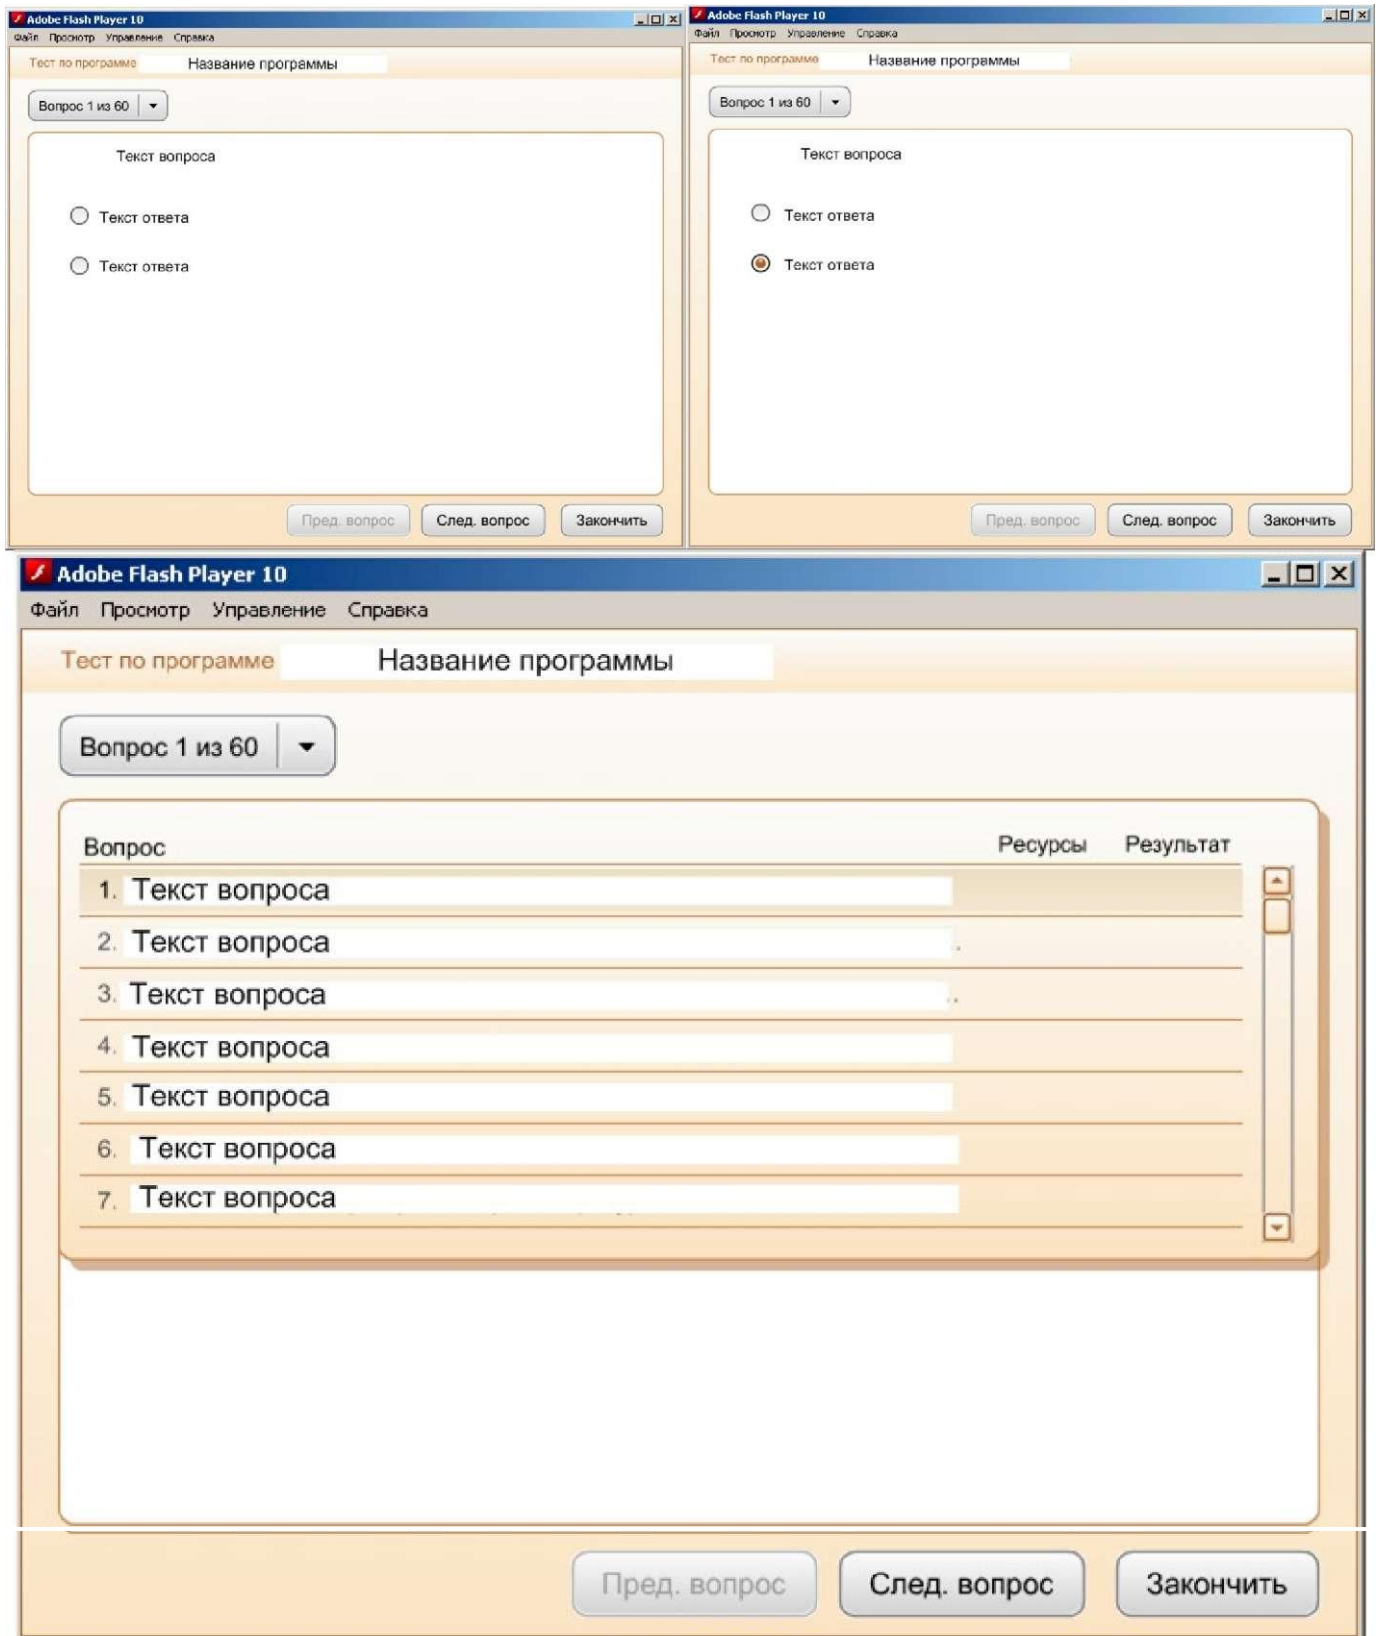 Adobe Flash Player 10
Файл Просмотр Управление Справка
Тест по программе Название программы
Вопрос 1 из 60
Текст вопроса
Текст ответа
Текст ответа
Пред. вопрос След. вопрос Закончить
Adobe Flash Player 10
Файл Просмотр Управление Справка
Тест по программе Название программы
Вопрос 1 из 60
Текст вопроса
Текст ответа
Текст ответа
Пред. вопрос След. вопрос Закончить
Adobe Flash Player 10
Файл Просмотр Управление Справка
Тест по программе Название программы
Вопрос 1 из 60
Вопрос Ресурсы Результат
1. Текст вопроса
2. Текст вопроса
3. Текст вопроса
4. Текст вопроса
5. Текст вопроса
6. Текст вопроса
7. Текст вопроса
Пред. вопрос След. вопрос Закончить